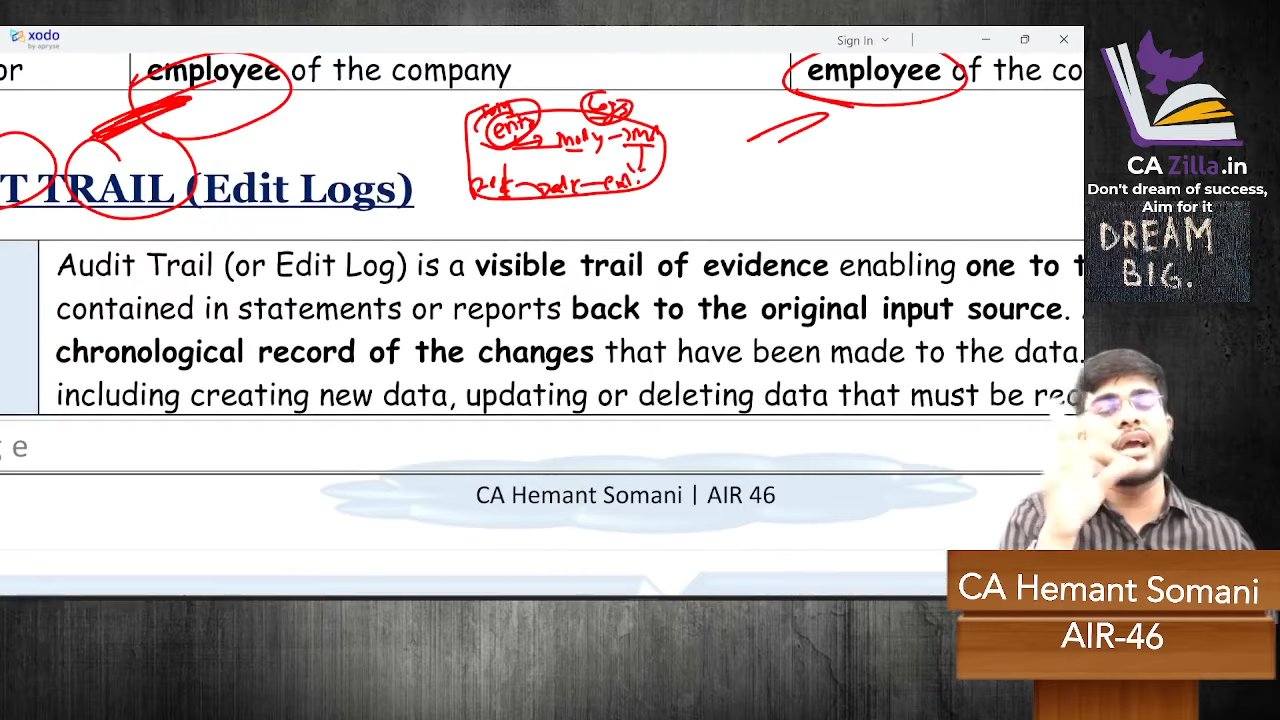 xodo
by apryse
Sign In
or
employee of the company
employee of the co
entry
T TRAIL (Edit Logs)
Audit Trail (or Edit Log) is a visible trail of evidence enabling one to t
contained in statements or reports back to the original input source.
chronological record of the changes that have been made to the data.
including creating new data, updating or deleting data that must be rec
g e
CA Hemant Somani | AIR 46
CA Zilla.in
Don't dream of success,
Aim for it
DREAM
BIG.
CA Hemant Somani
AIR-46